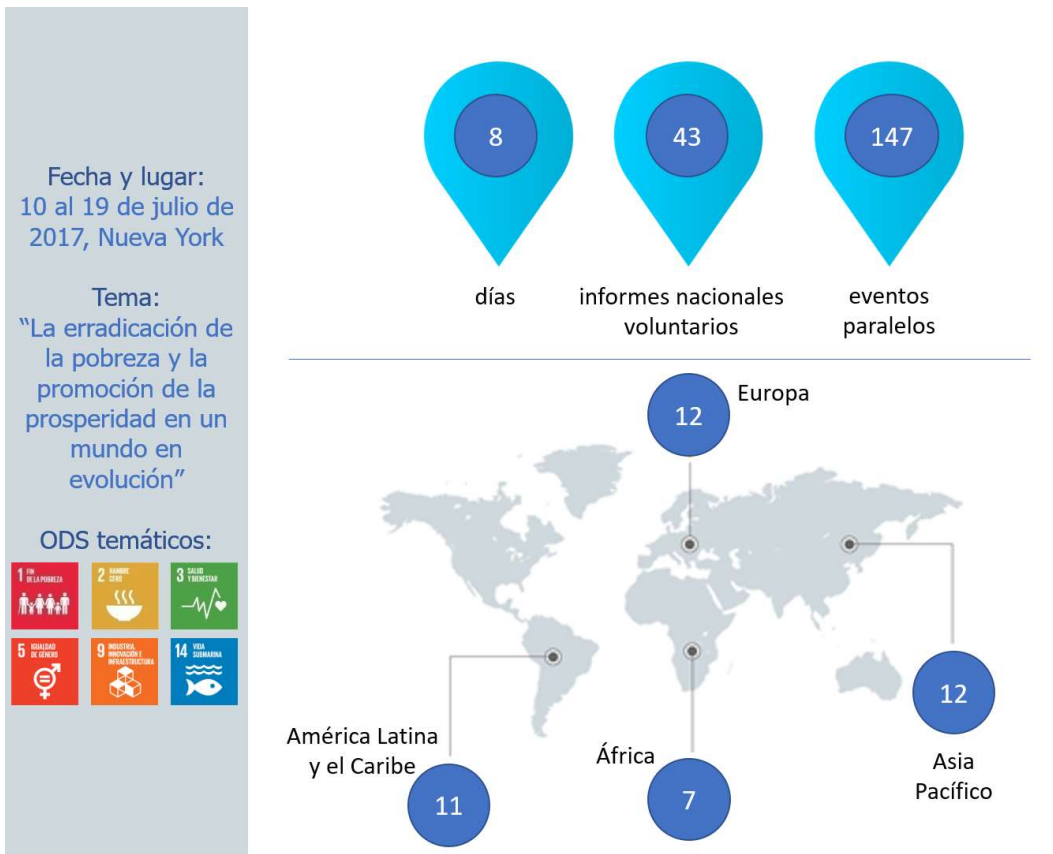 Fecha y lugar:
10 al 19 de julio de
2017, Nueva York
Tema:
“La erradicación de
la pobreza y la
promoción de la
prosperidad en un
mundo en
evolución”
ODS temáticos:
1 FIN
DE LA POBREZA
2 HAMBRE
CERO
3 SALUD
Y BIENESTAR
5 IGUALDAD
DE GÉNERO
9 INDUSTRIA,
INNOVACIÓN E
INFRAESTRUCTURA
14 VIDA
SUBMARINA
8
días
43
informes nacionales
voluntarios
147
eventos
paralelos
12
Europa
12
Asia
Pacífico
América Latina
y el Caribe
11
África
7